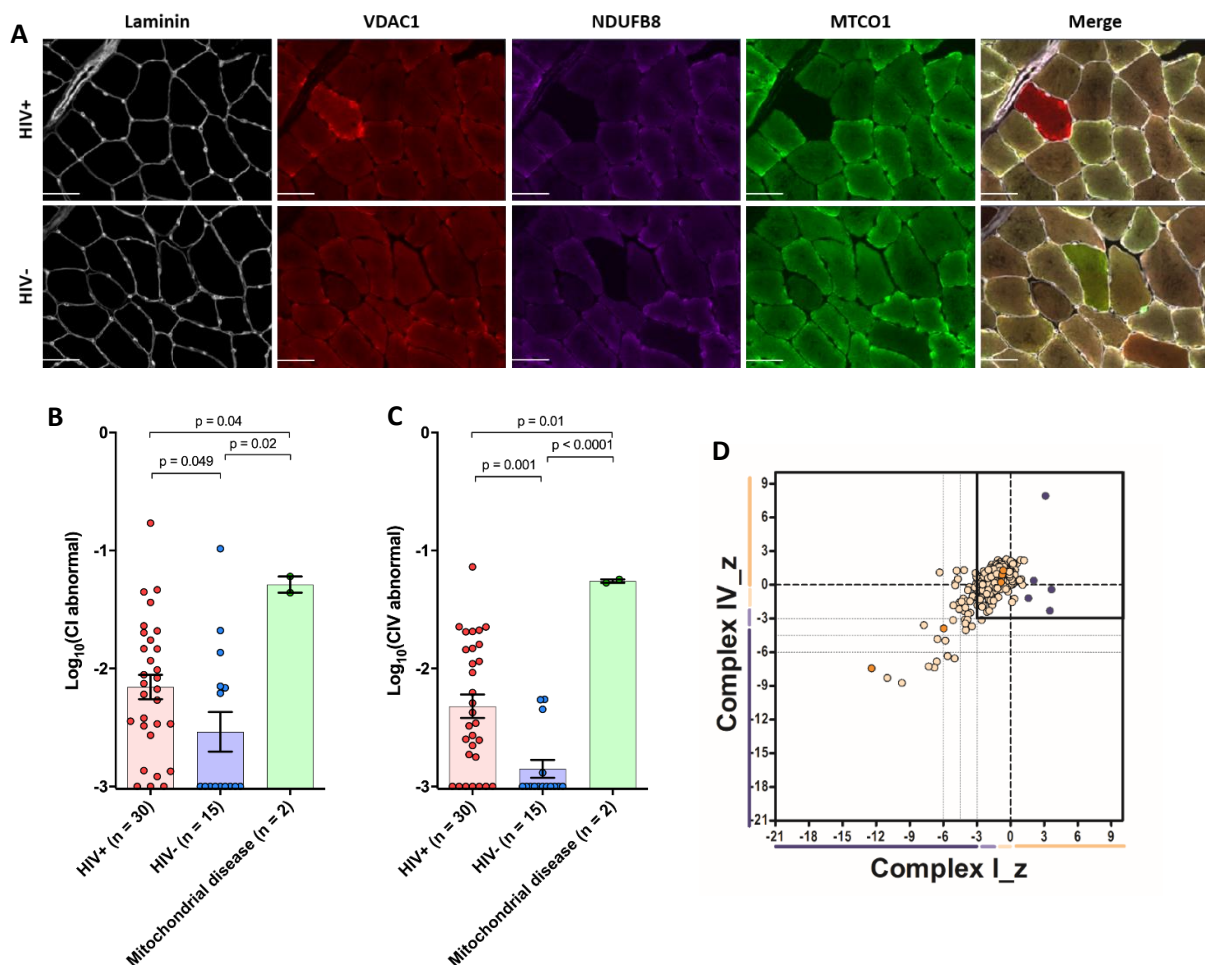 Laminin VDAC1 NDUFB8 MTCO1 Merge
A
HIV+
HIV-
B
p = 0.04
p = 0.02
p = 0.049
0
-1
-2
-3
Log10(CI abnormal)
HIV+ (n = 30)
HIV- (n = 15)
Mitochondrial disease (n = 2)
C
p = 0.01
p < 0.0001
p = 0.001
0
-1
-2
-3
Log10(CIV abnormal)
HIV+ (n = 30)
HIV- (n = 15)
Mitochondrial disease (n = 2)
D
9
6
3
0
-3
-6
-9
-12
-15
-18
-21
Complex IV_z
-21 -18 -15 -12 -9 -6 -3 0 3 6 9
Complex I_z